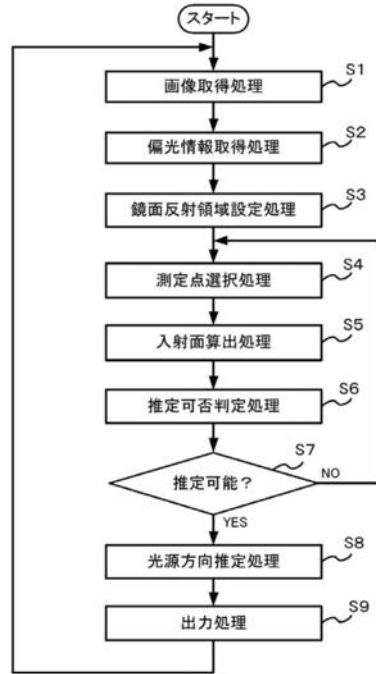 スタート
S1
画像取得処理
S2
偏光情報取得処理
S3
鏡面反射領域設定処理
S4
測定点選択処理
S5
入射面算出処理
S6
推定可否判定処理
S7
推定可能？
NO
YES
S8
光源方向推定処理
S9
出力処理